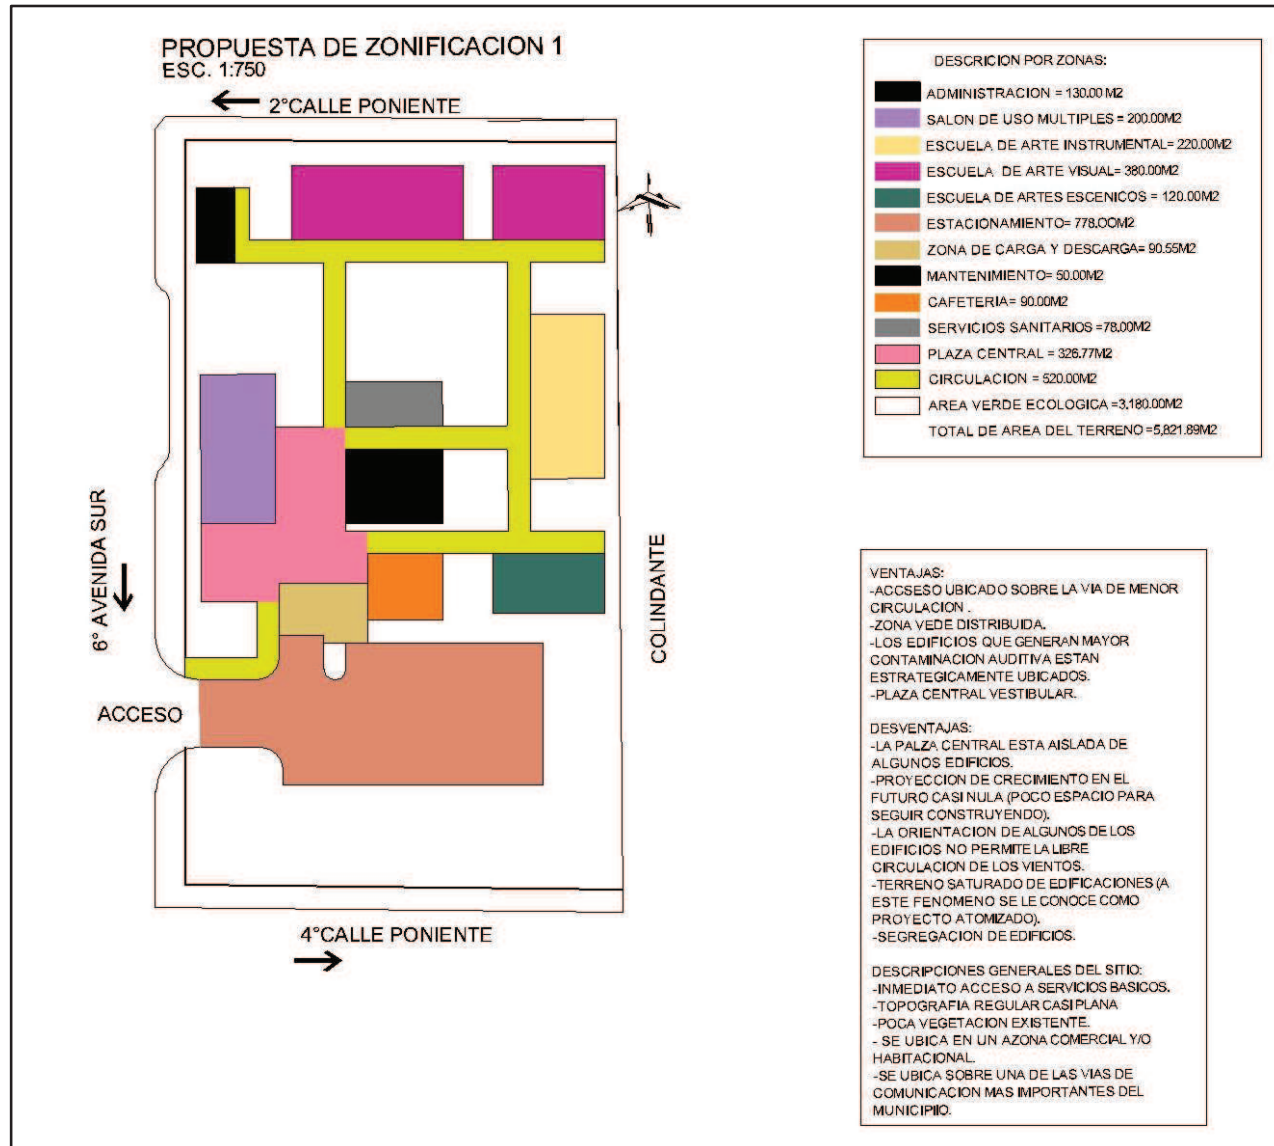 PROPUESTA DE ZONIFICACION 1
ESC. 1:750
2°CALLE PONIENTE
6° AVENIDA SUR
ACCESO
COLINDANTE
4°CALLE PONIENTE
DESCRICION POR ZONAS:
ADMINISTRACION = 130.00 M2
SALON DE USO MULTIPLES = 200.00M2
ESCUELA DE ARTE INSTRUMENTAL= 220.00M2
ESCUELA DE ARTE VISUAL= 380.00M2
ESCUELA DE ARTES ESCENICOS = 120.00M2
ESTACIONAMIENTO= 778.OOM2
ZONA DE CARGA Y DESCARGA= 90.55M2
MANTENIMIENTO= 50.00M2
CAFETERIA= 90.00M2
SERVICIOS SANITARIOS =78.00M2
PLAZA CENTRAL = 326.77M2
CIRCULACION = 520.00M2
AREA VERDE ECOLOGICA =3,180.00M2
TOTAL DE AREA DEL TERRENO =5,821.69M2
VENTAJAS:
-ACCSESO UBICADO SOBRE LA VIA DE MENOR
CIRCULACION .
-ZONA VEDE DISTRIBUIDA.
-LOS EDIFICIOS QUE GENERAN MAYOR
CONTAMINACION AUDITIVA ESTAN
ESTRATEGICAMENTE UBICADOS.
-PLAZA CENTRAL VESTIBULAR.
DESVENTAJAS:
-LA PALZA CENTRAL ESTA AISLADA DE
ALGUNOS EDIFICIOS.
-PROYECCION DE CRECIMIENTO EN EL
FUTURO CASI NULA (POCO ESPACIO PARA
SEGUIR CONSTRUYENDO).
-LA ORIENTACION DE ALGUNOS DE LOS
EDIFICIOS NO PERMITE LA LIBRE
CIRCULACION DE LOS VIENTOS.
-TERRENO SATURADO DE EDIFICACIONES (A
ESTE FENOMENO SE LE CONOCE COMO
PROYECTO ATOMIZADO).
-SEGREGACION DE EDIFICIOS.
DESCRIPCIONES GENERALES DEL SITIO:
-INMEDIATO ACCESO A SERVICIOS BASICOS.
-TOPOGRAFIA REGULAR CASI PLANA
-POCA VEGETACION EXISTENTE.
- SE UBICA EN UN AZONA COMERCIAL Y/O
HABITACIONAL.
-SE UBICA SOBRE UNA DE LAS VIAS DE
COMUNICACION MAS IMPORTANTES DEL
MUNICIPIIO.